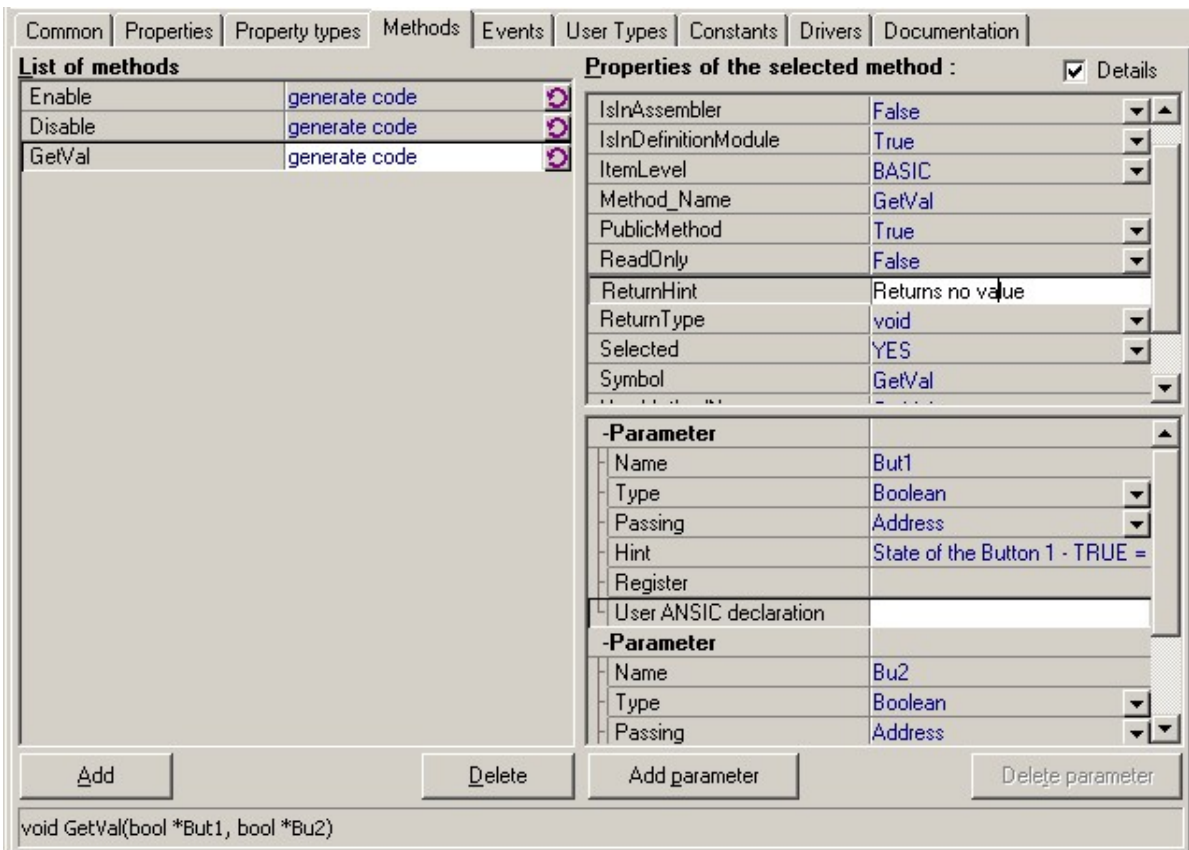 Common Properties Property types Methods Events User Types Constants Drivers Documentation
List of methods
Enable generate code
Disable generate code
GetVal generate code
Properties of the selected method :
Details
IsInAssembler False
IsInDefinitionModule True
ItemLevel BASIC
Method_Name GetVal
PublicMethod True
ReadOnly False
ReturnHint Returns no value
ReturnType void
Selected YES
Symbol GetVal
-Parameter
Name But1
Type Boolean
Passing Address
Hint State of the Button 1 - TRUE =
Register
User ANSIC declaration
-Parameter
Name Bu2
Type Boolean
Passing Address
Add Delete Add parameter Delete parameter
void GetVal(bool *But1, bool *Bu2)